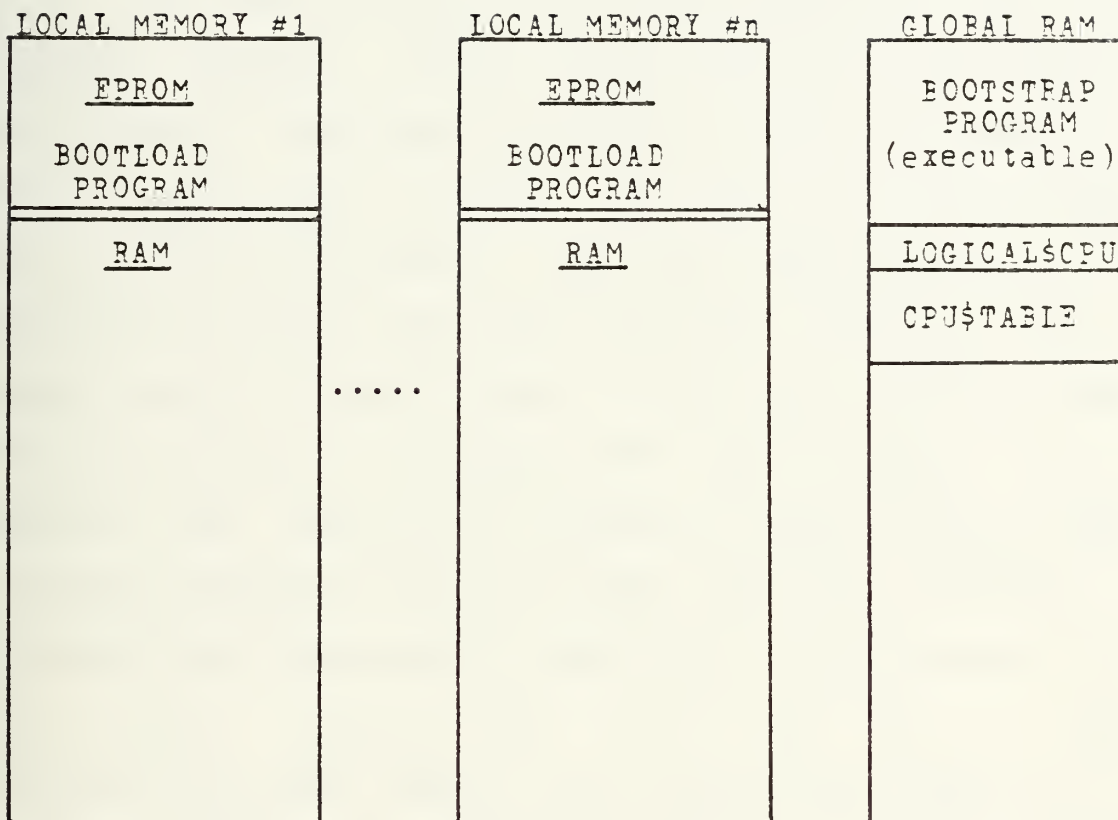 LOCAL MEMORY #1
EPROM
BOOTLOAD
PROGRAM
RAM
.....
LOCAL MEMORY #n
EPROM
BOOTLOAD
PROGRAM
RAM
GLOBAL RAM
BOOTSTRAP
PROGRAM
(executable)
LOGICAL$CPU
CPU$TABLE